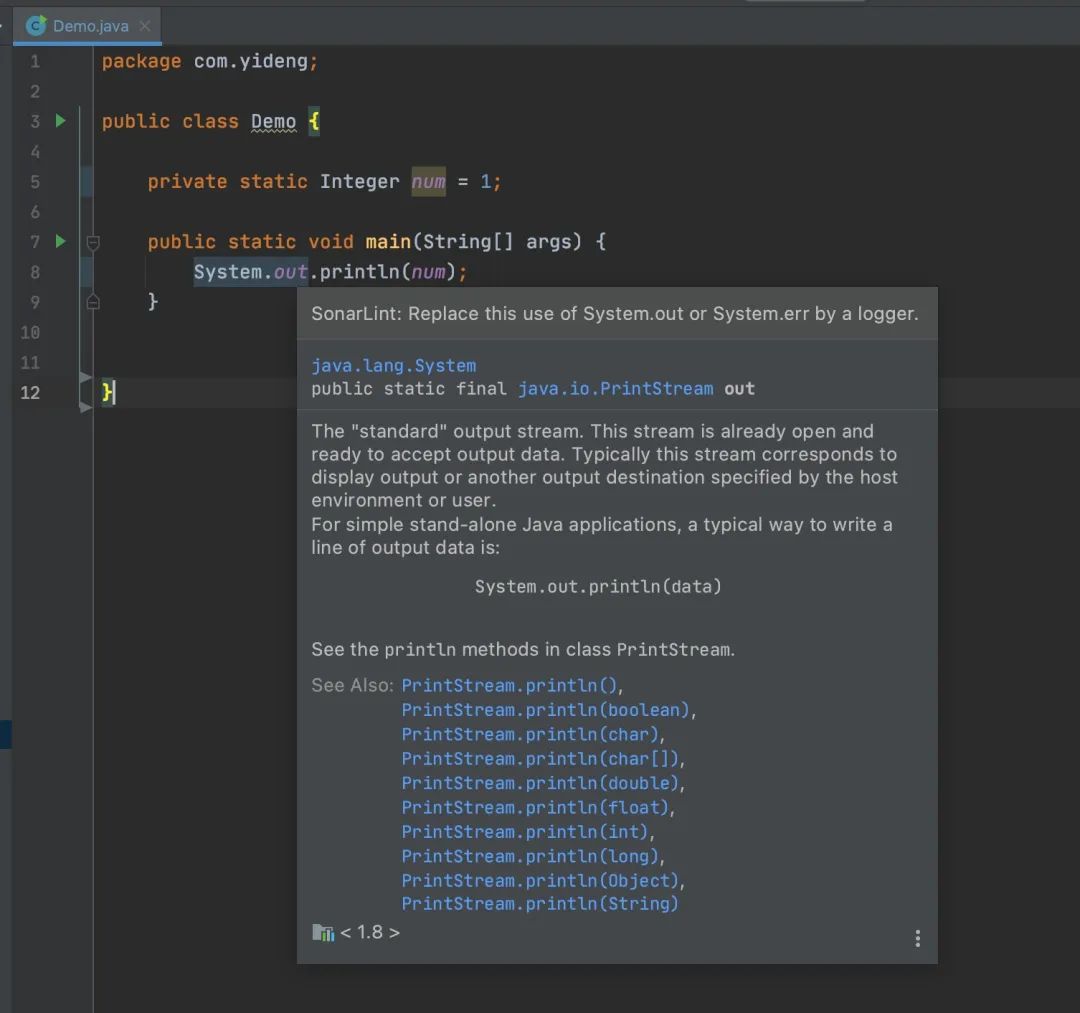 Demo.java
1 package com.yideng;
2
3 public class Demo {
4
5 private static Integer num = 1;
6
7 public static void main(String[] args) {
8 System.out.println(num);
9 }
10
11
12 }
SonarLint: Replace this use of System.out or System.err by a logger.
java.lang.System
public static final java.io.PrintStream out
The "standard" output stream. This stream is already open and
ready to accept output data. Typically this stream corresponds to
display output or another output destination specified by the host
environment or user.
For simple stand-alone Java applications, a typical way to write a
line of output data is:
System.out.println(data)
See the println methods in class PrintStream.
See Also: PrintStream.println(),
PrintStream.println(boolean),
PrintStream.println(char),
PrintStream.println(char[]),
PrintStream.println(double),
PrintStream.println(float),
PrintStream.println(int),
PrintStream.println(long),
PrintStream.println(Object),
PrintStream.println(String)
< 1.8 >